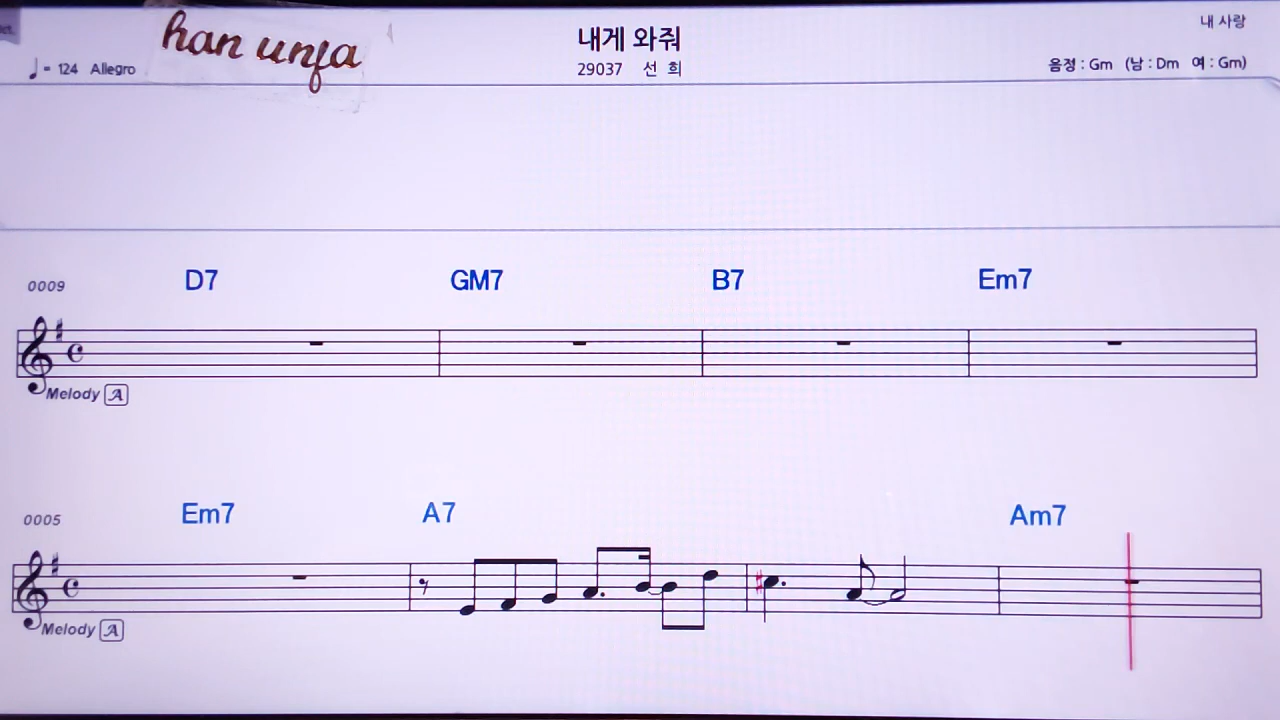 han unfa
내게 와줘
내 사랑
♩= 124 Allegro
29037 선 희
음정 : Gm (남 : Dm 여 : Gm)
D7 GM7 B7 Em7
0009
Melody A
Em7 A7 Am7
0005
Melody A